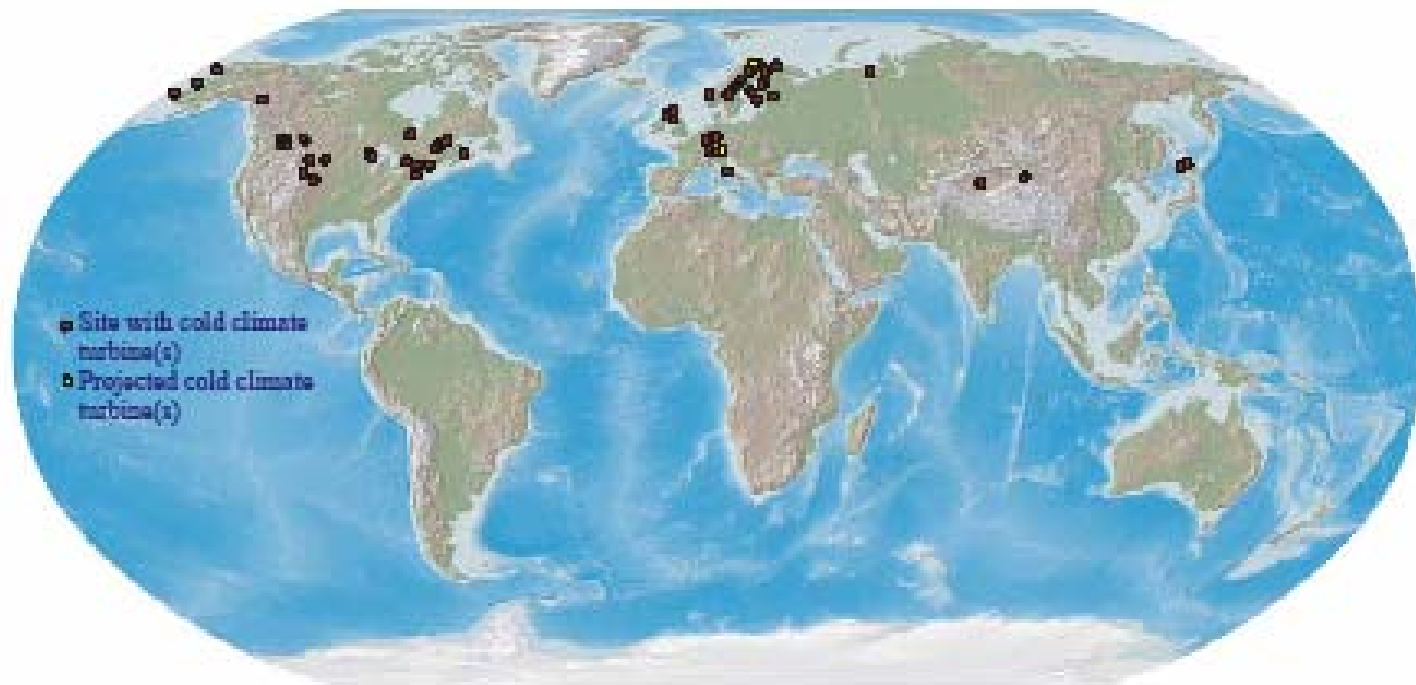 Site with cold climate
turbine(s)
Projected cold climate
turbine(s)